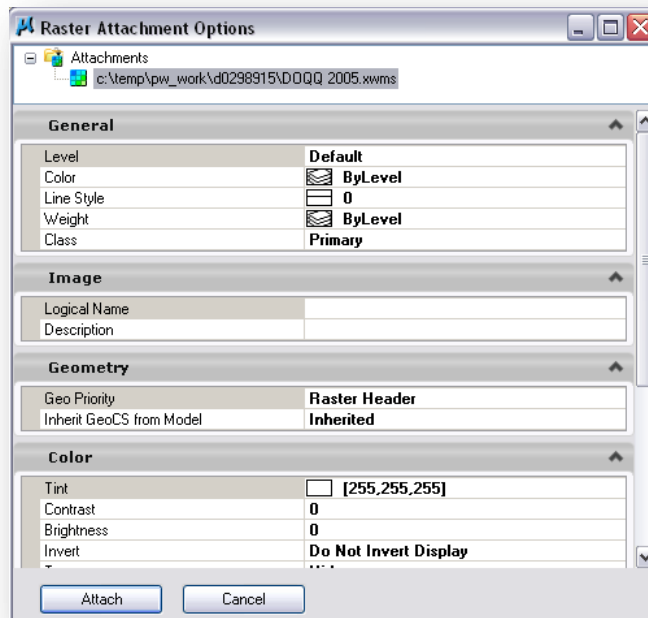 Raster Attachment Options
Attachments
c:\temp\pw_work\d0298915\DOQQ 2005.xwms
General
Level Default
Color ByLevel
Line Style 0
Weight ByLevel
Class Primary
Image
Logical Name
Description
Geometry
Geo Priority Raster Header
Inherit GeoCS from Model Inherited
Color
Tint [255,255,255]
Contrast 0
Brightness 0
Invert Do Not Invert Display
Attach Cancel